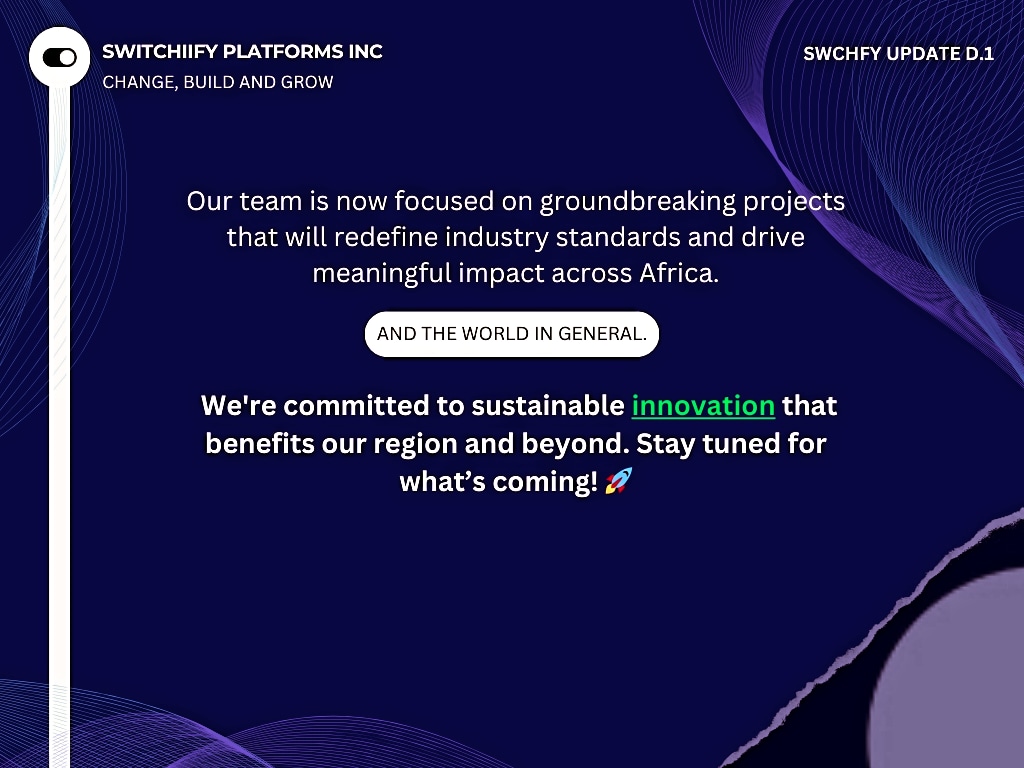 SWITCHIIFY PLATFORMS INC
CHANGE, BUILD AND GROW
SWCHFY UPDATE D.1
Our team is now focused on groundbreaking projects
that will redefine industry standards and drive
meaningful impact across Africa.
AND THE WORLD IN GENERAL.
We're committed to sustainable innovation that
benefits our region and beyond. Stay tuned for
what’s coming! 🚀